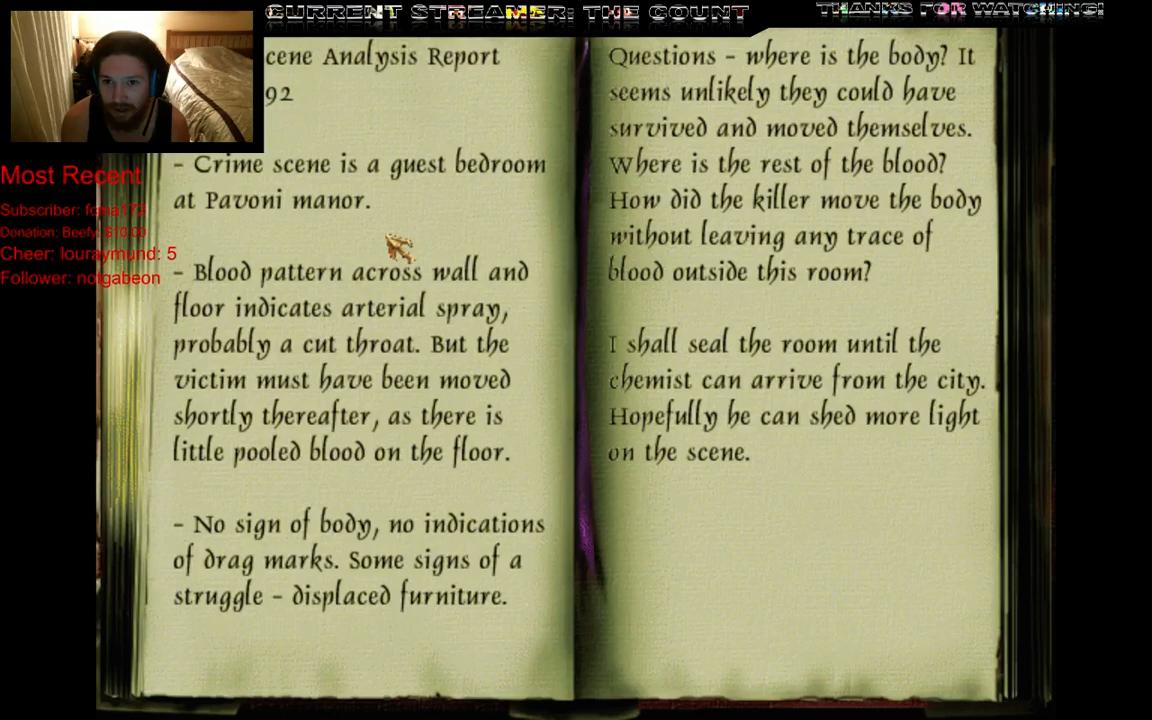 CURRENT STREAMER: THE COUNT
THANKS FOR WATCHING!
Most Recent
Subscriber:
Donation: Beefy: $10.00
Cheer: louraymund: 5
Follower: notgabeon
cene Analysis Report
92
- Crime scene is a guest bedroom
at Pavoni manor.
- Blood pattern across wall and
floor indicates arterial spray,
probably a cut throat. But the
victim must have been moved
shortly thereafter, as there is
little pooled blood on the floor.
- No sign of body, no indications
of drag marks. Some signs of a
struggle - displaced furniture.
Questions - where is the body? It
seems unlikely they could have
survived and moved themselves.
Where is the rest of the blood?
How did the killer move the body
without leaving any trace of
blood outside this room?
I shall seal the room until the
chemist can arrive from the city.
Hopefully he can shed more light
on the scene.